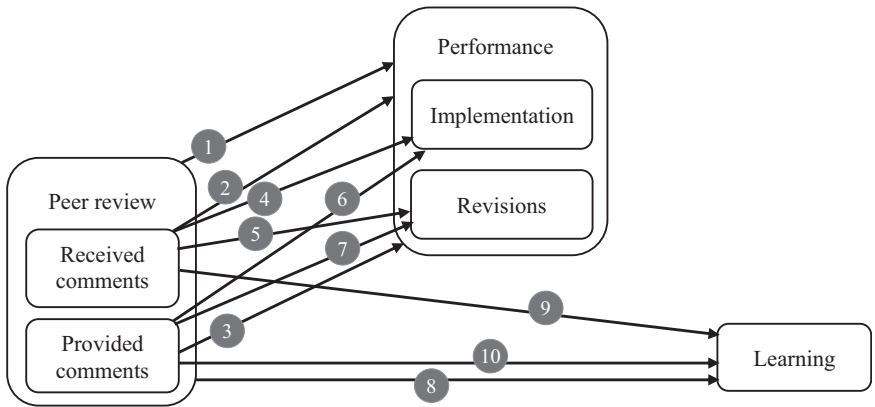 Performance
Implementation
1
2
4
6
Peer review
Revisions
5
7
Received
comments
9
3
Provided
comments
10
Learning
8